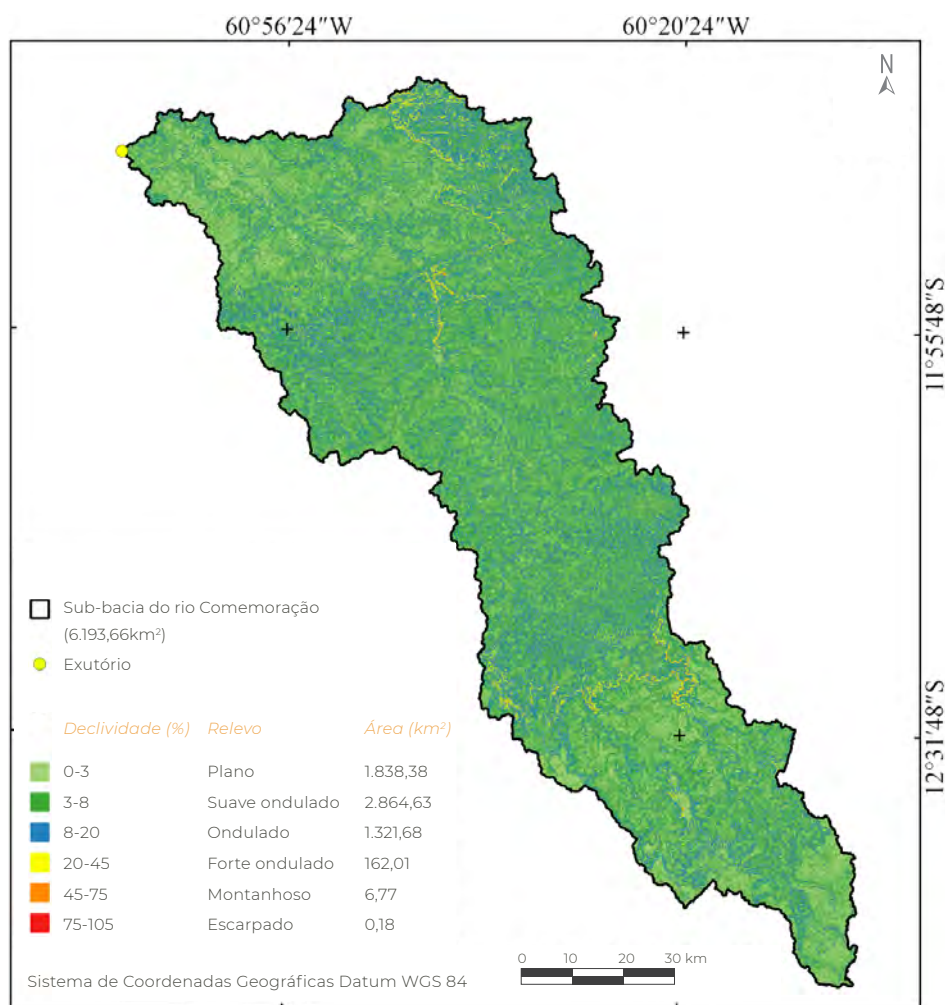 60°56'24"W 60°20'24"W
N
11°55'48"S
Sub-bacia do rio Comemoração
(6.193,66km²)
Exutório
12°31'48"S
Declividade (%) Relevo Área (km²)
0-3 Plano 1.838,38
3-8 Suave ondulado 2.864,63
8-20 Ondulado 1.321,68
20-45 Forte ondulado 162,01
45-75 Montanhoso 6,77
75-105 Escarpado 0,18
0 10 20 30 km
Sistema de Coordenadas Geográficas Datum WGS 84